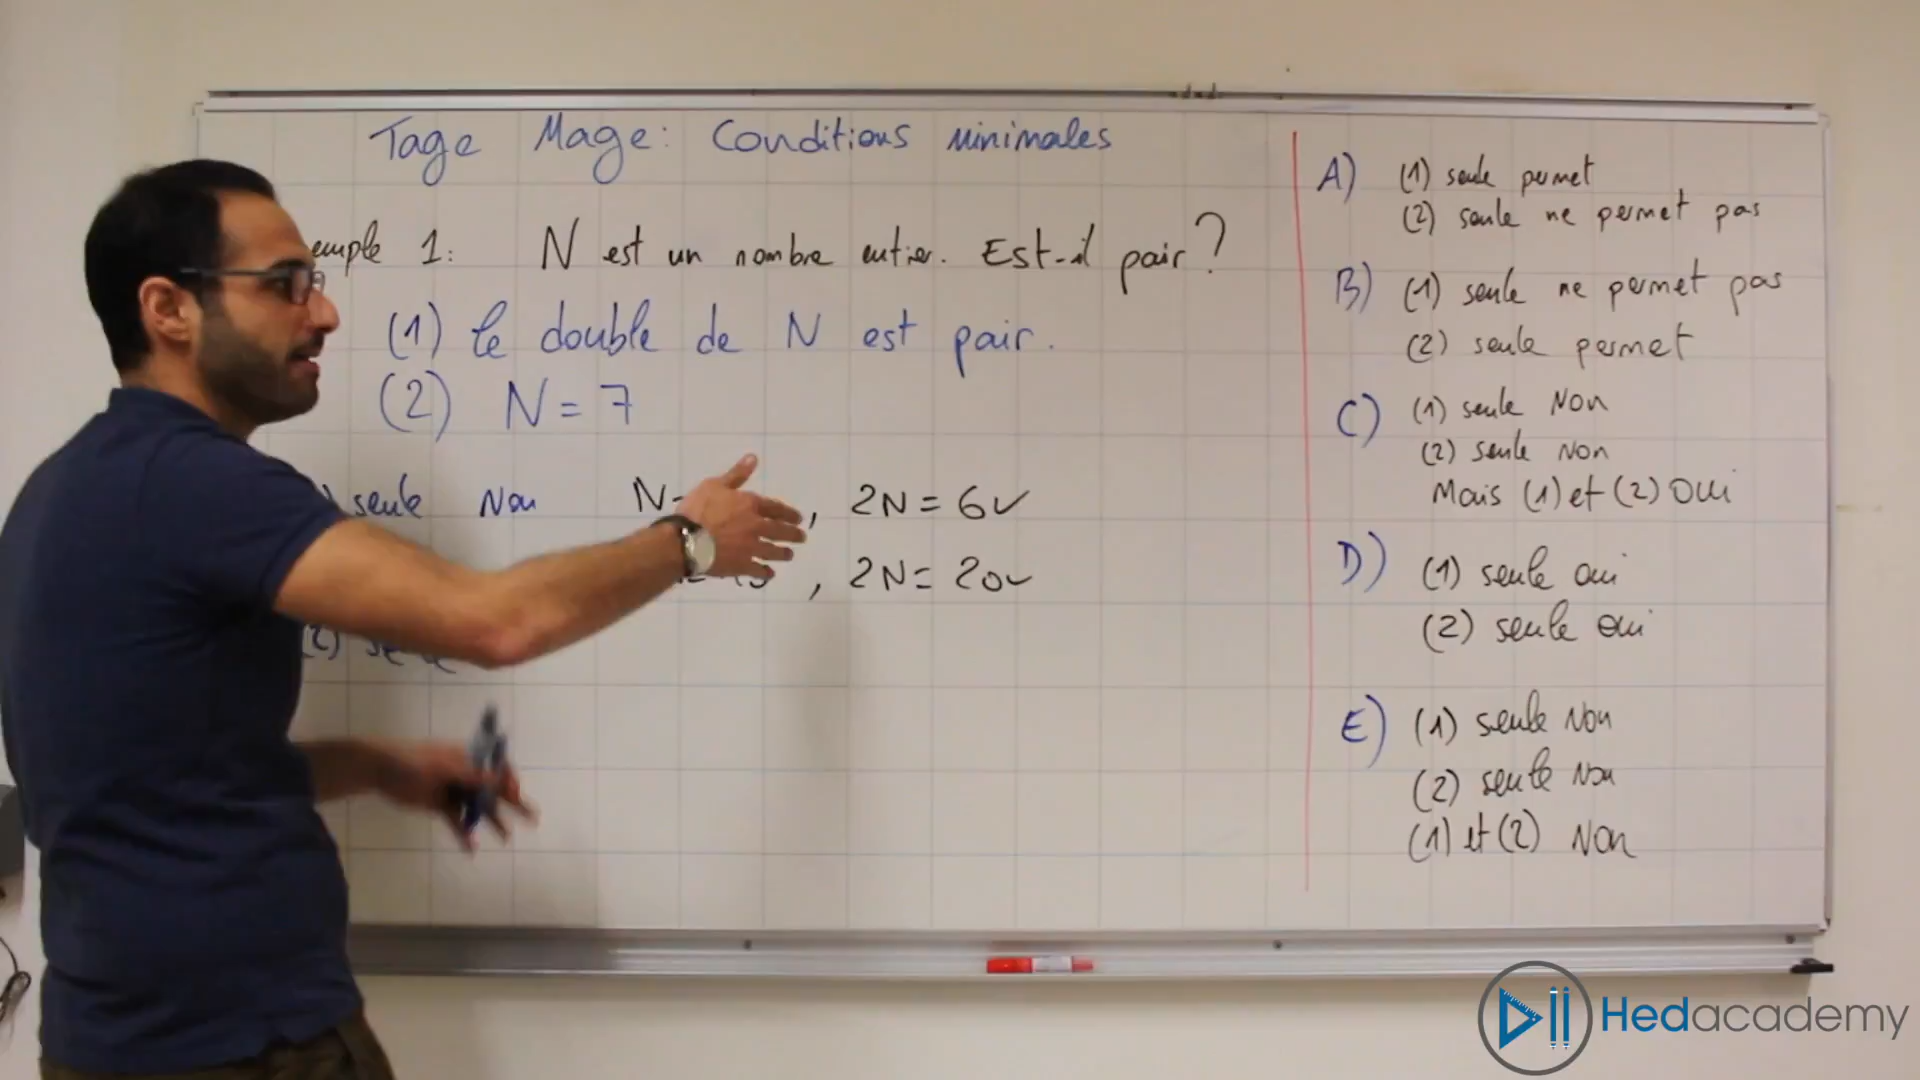 Tage Mage: Conditions minimales
emple 1: N est un nombre entier. Est-il pair?
(1) le double de N est pair.
(2) N = 7
seule Non N= , 2N = 6
, 2N = 20
(2) seule
A) (1) seule permet
(2) seule ne permet pas
B) (1) seule ne permet pas
(2) seule permet
C) (1) seule Non
(2) seule Non
Mais (1) et (2) Oui
D) (1) seule oui
(2) seule oui
E) (1) seule Non
(2) seule Non
(1) et (2) Non
Hedacademy